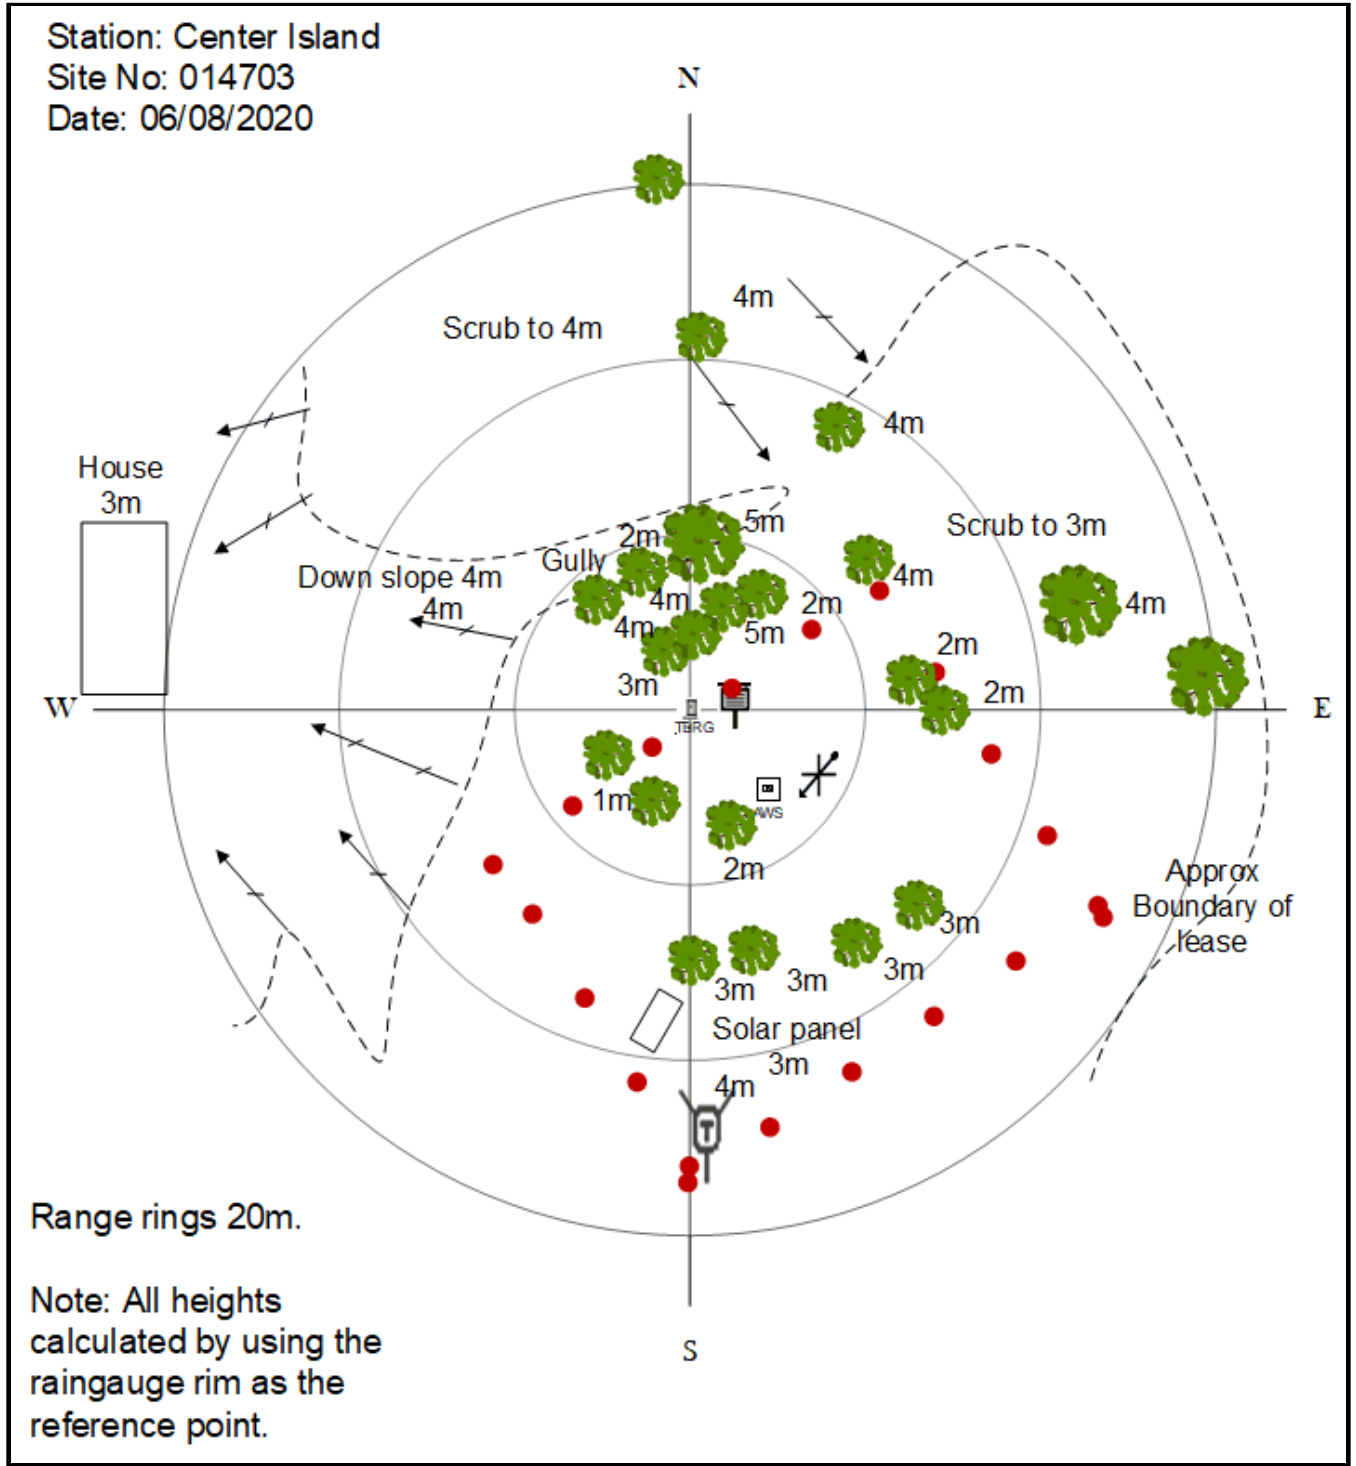 Station: Center Island
Site No: 014703
Date: 06/08/2020
N
4m
Scrub to 4m
4m
House
3m
5m
2m
Scrub to 3m
Gully
Down slope 4m
4m
4m
4m
2m
4m
4m
5m
2m
3m
2m
W
E
TBRG
1m
AWS
2m
Approx
Boundary of
lease
3m
3m
3m
3m
Solar panel
3m
4m
T
Range rings 20m.
Note: All heights
calculated by using the
raingauge rim as the
reference point.
S